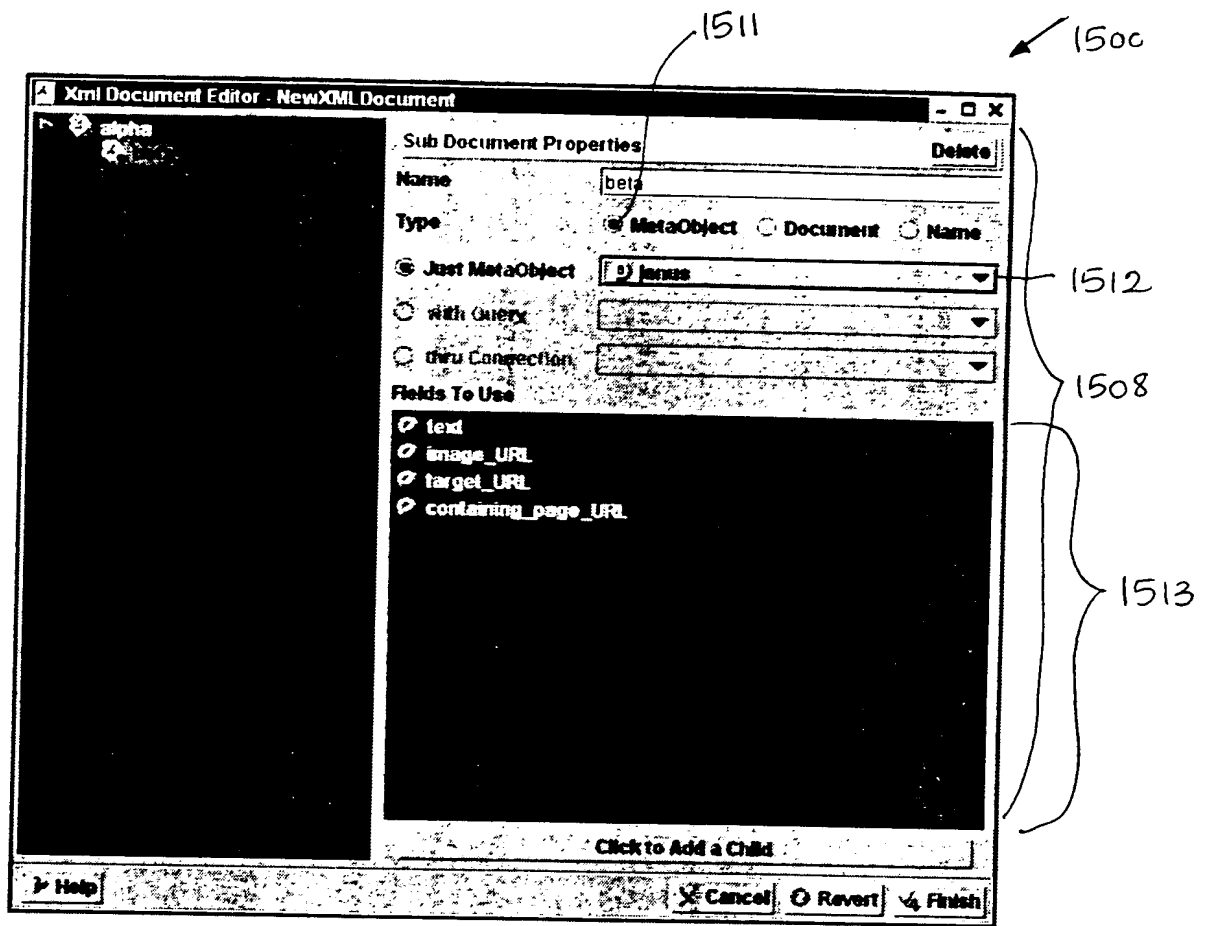 1511
1500
Xml Document Editor - NewXMLDocument
alpha
Sub Document Properties
Delete
Name
beta
Type
MetaObject Document Name
Just MetaObject
janus
1512
with Query
thru Connection
1508
Fields To Use
text
image_URL
target_URL
containing_page_URL
1513
Click to Add a Child
Help
Cancel Revert Finish